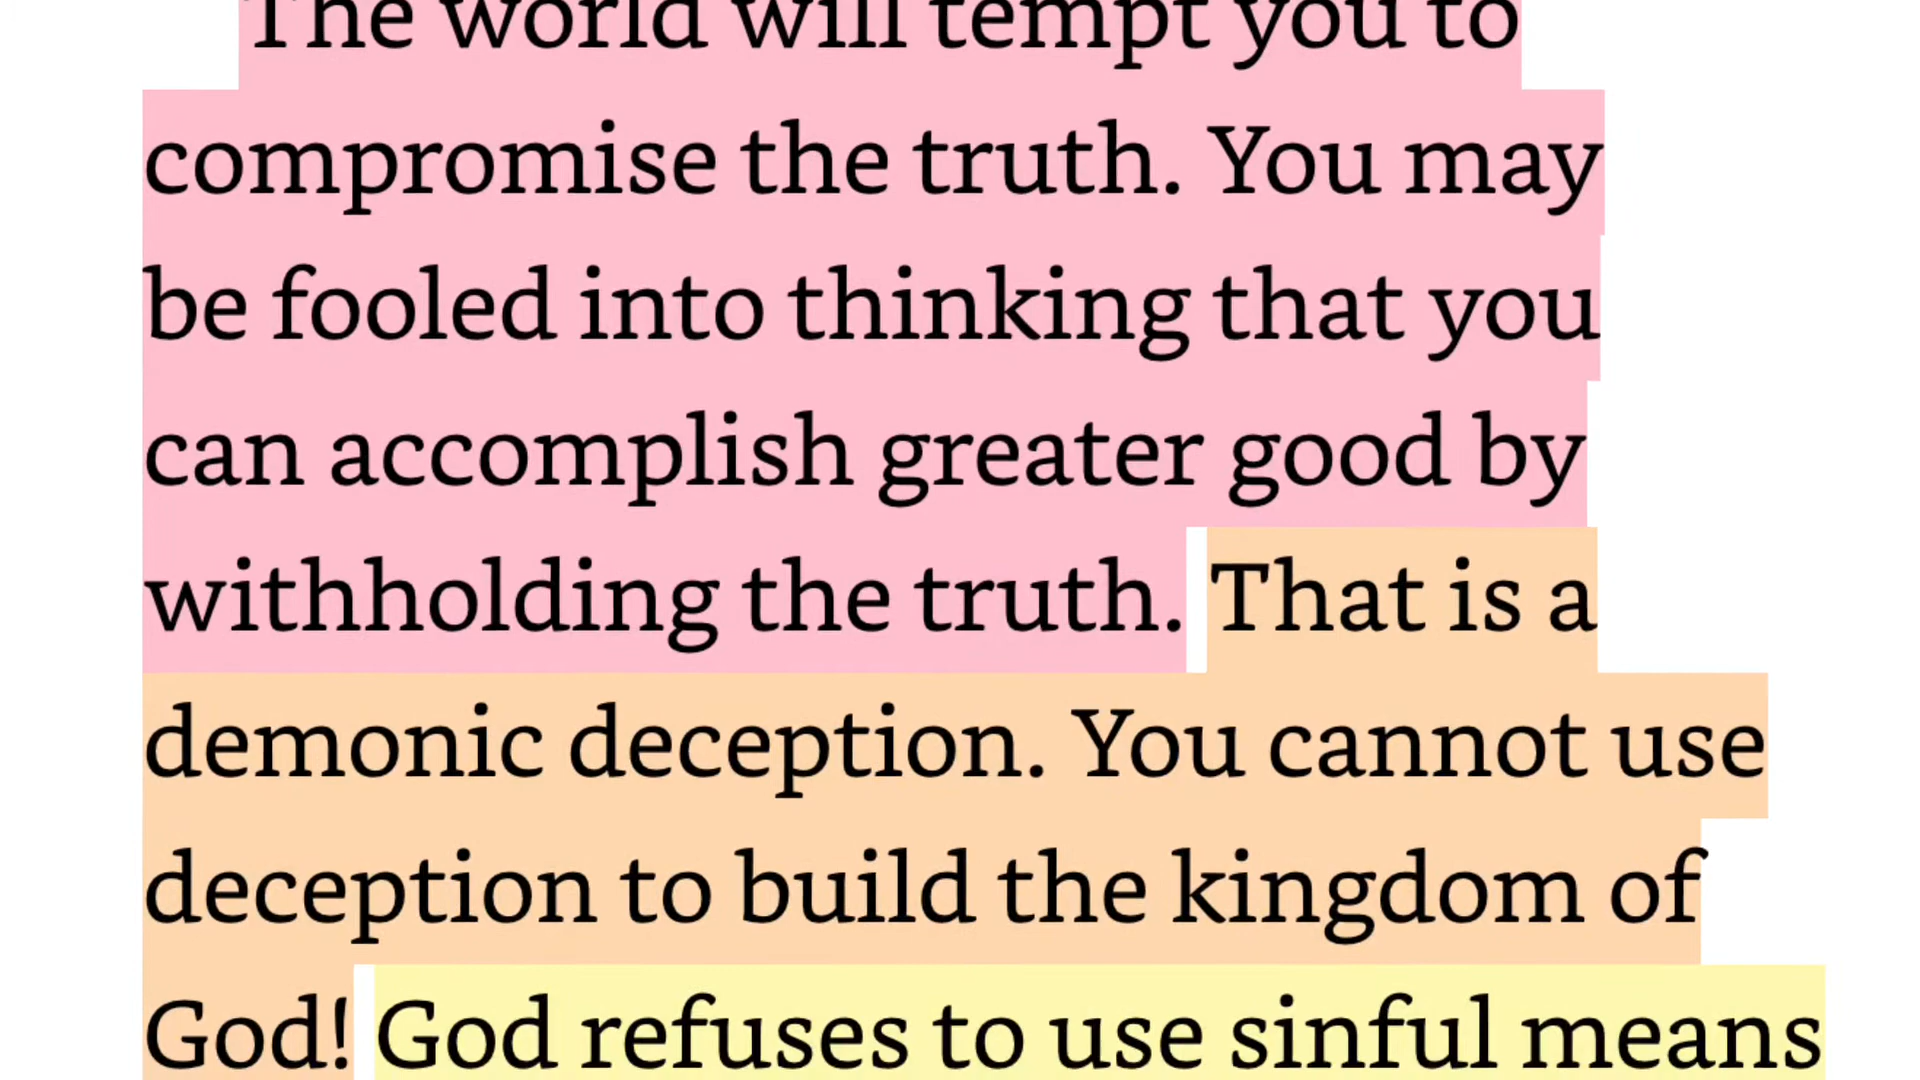 The world will tempt you to
compromise the truth. You may
be fooled into thinking that you
can accomplish greater good by
withholding the truth. That is a
demonic deception. You cannot use
deception to build the kingdom of
God! God refuses to use sinful means